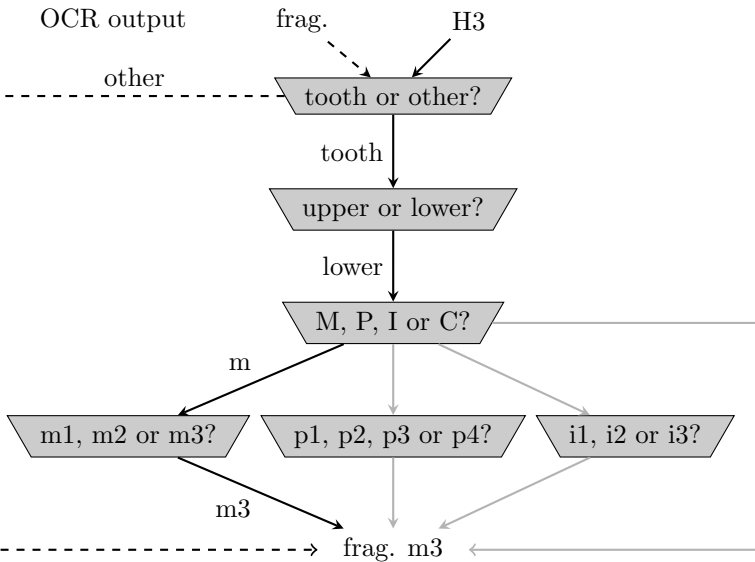 OCR output frag. H3
other
tooth or other?
tooth
upper or lower?
lower
M, P, I or C?
m
m1, m2 or m3? p1, p2, p3 or p4? i1, i2 or i3?
m3
frag. m3